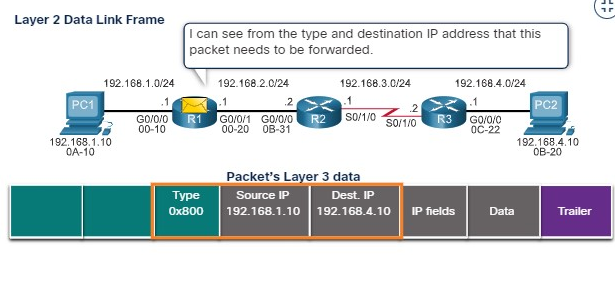 Layer 2 Data Link Frame
I can see from the type and destination IP address that this
packet needs to be forwarded.
192.168.1.0/24 192.168.2.0/24 192.168.3.0/24 192.168.4.0/24
PC1 .1 R1 .1 .2 R2 .1 .2 R3 .1 PC2
G0/0/0 G0/0/1 G0/0/0 S0/1/0 S0/1/0 G0/0/0
00-10 00-20 0B-31 0C-22
192.168.1.10 192.168.4.10
0A-10 0B-20
Packet's Layer 3 data
Type Source IP Dest. IP
0x800 192.168.1.10 192.168.4.10 IP fields Data Trailer